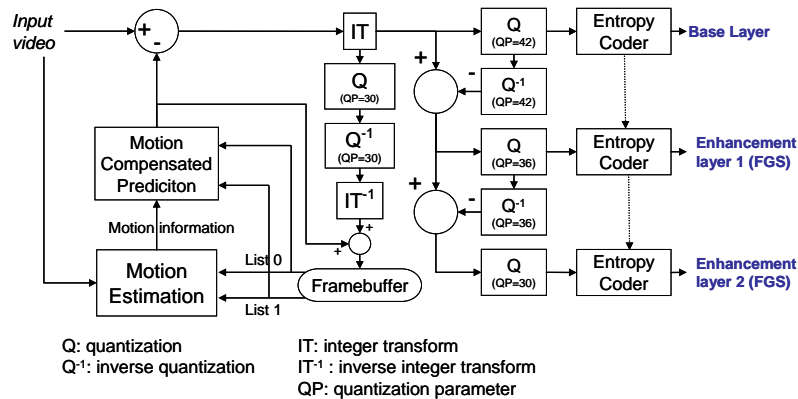 Input
video
+
-
IT
Q
(QP=42)
Entropy
Coder
Base Layer
+
-
Q
(QP=30)
Q-1
(QP=42)
Motion
Compensated
Prediciton
Q-1
(QP=30)
Q
(QP=36)
Entropy
Coder
Enhancement
layer 1 (FGS)
+
-
IT-1
Q-1
(QP=36)
Motion information
+
+
Motion
Estimation
List 0
List 1
Framebuffer
Q
(QP=30)
Entropy
Coder
Enhancement
layer 2 (FGS)
Q: quantization
IT: integer transform
Q-1: inverse quantization
IT-1 : inverse integer transform
QP: quantization parameter